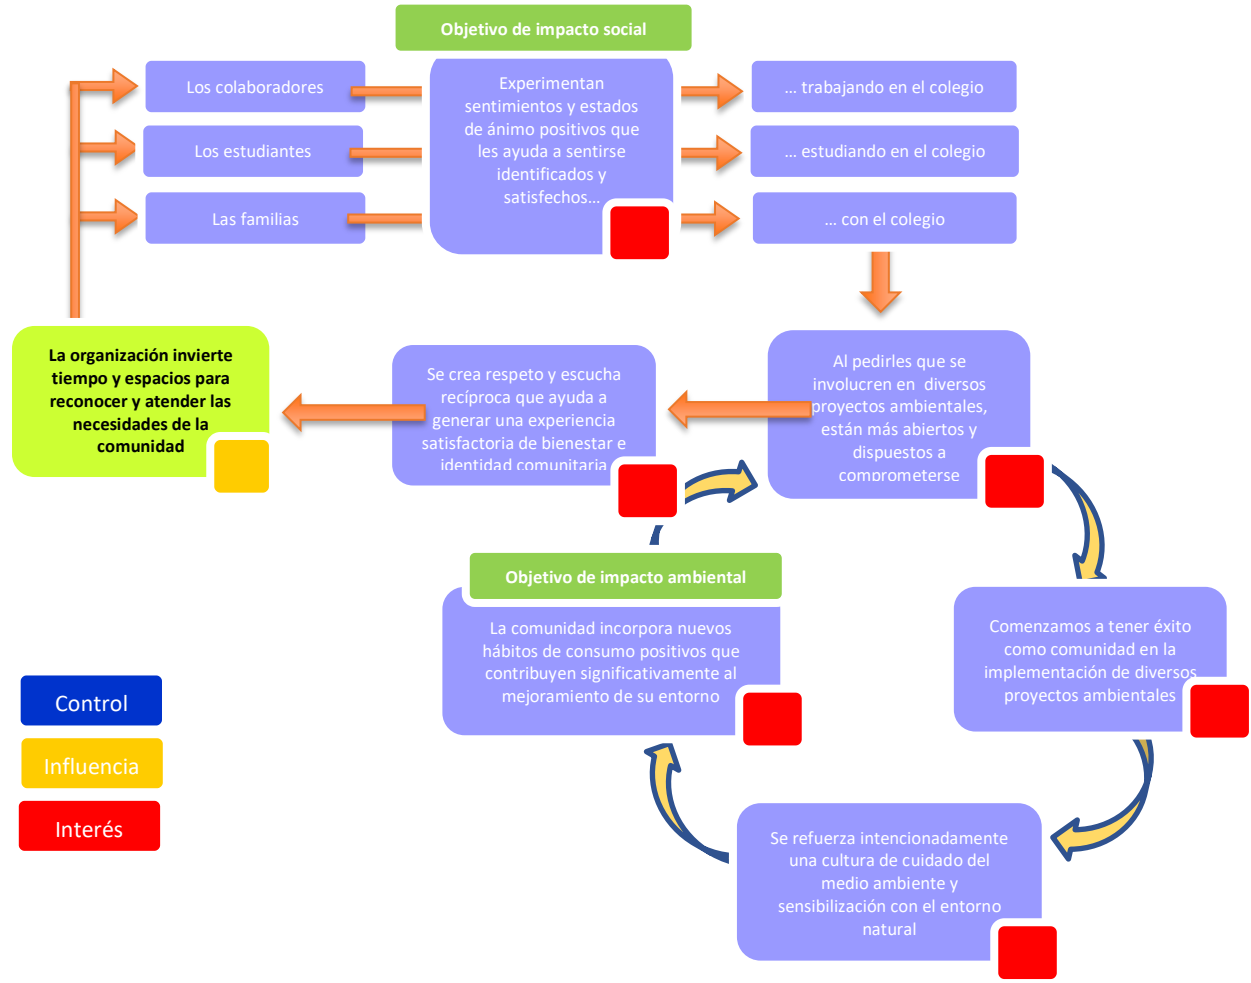 Objetivo de impacto social
Los colaboradores
Los estudiantes
Las familias
Experimentan
sentimientos y estados
de ánimo positivos que
les ayuda a sentirse
identificados y
satisfechos…
… trabajando en el colegio
… estudiando en el colegio
… con el colegio
La organización invierte
tiempo y espacios para
reconocer y atender las
necesidades de la
comunidad
Se crea respeto y escucha
recíproca que ayuda a
generar una experiencia
satisfactoria de bienestar e
identidad comunitaria
Al pedirles que se
involucren en diversos
proyectos ambientales,
están más abiertos y
dispuestos a
comprometerse
Objetivo de impacto ambiental
La comunidad incorpora nuevos
hábitos de consumo positivos que
contribuyen significativamente al
mejoramiento de su entorno
Comenzamos a tener éxito
como comunidad en la
implementación de diversos
proyectos ambientales
Control
Influencia
Interés
Se refuerza intencionadamente
una cultura de cuidado del
medio ambiente y
sensibilización con el entorno
natural